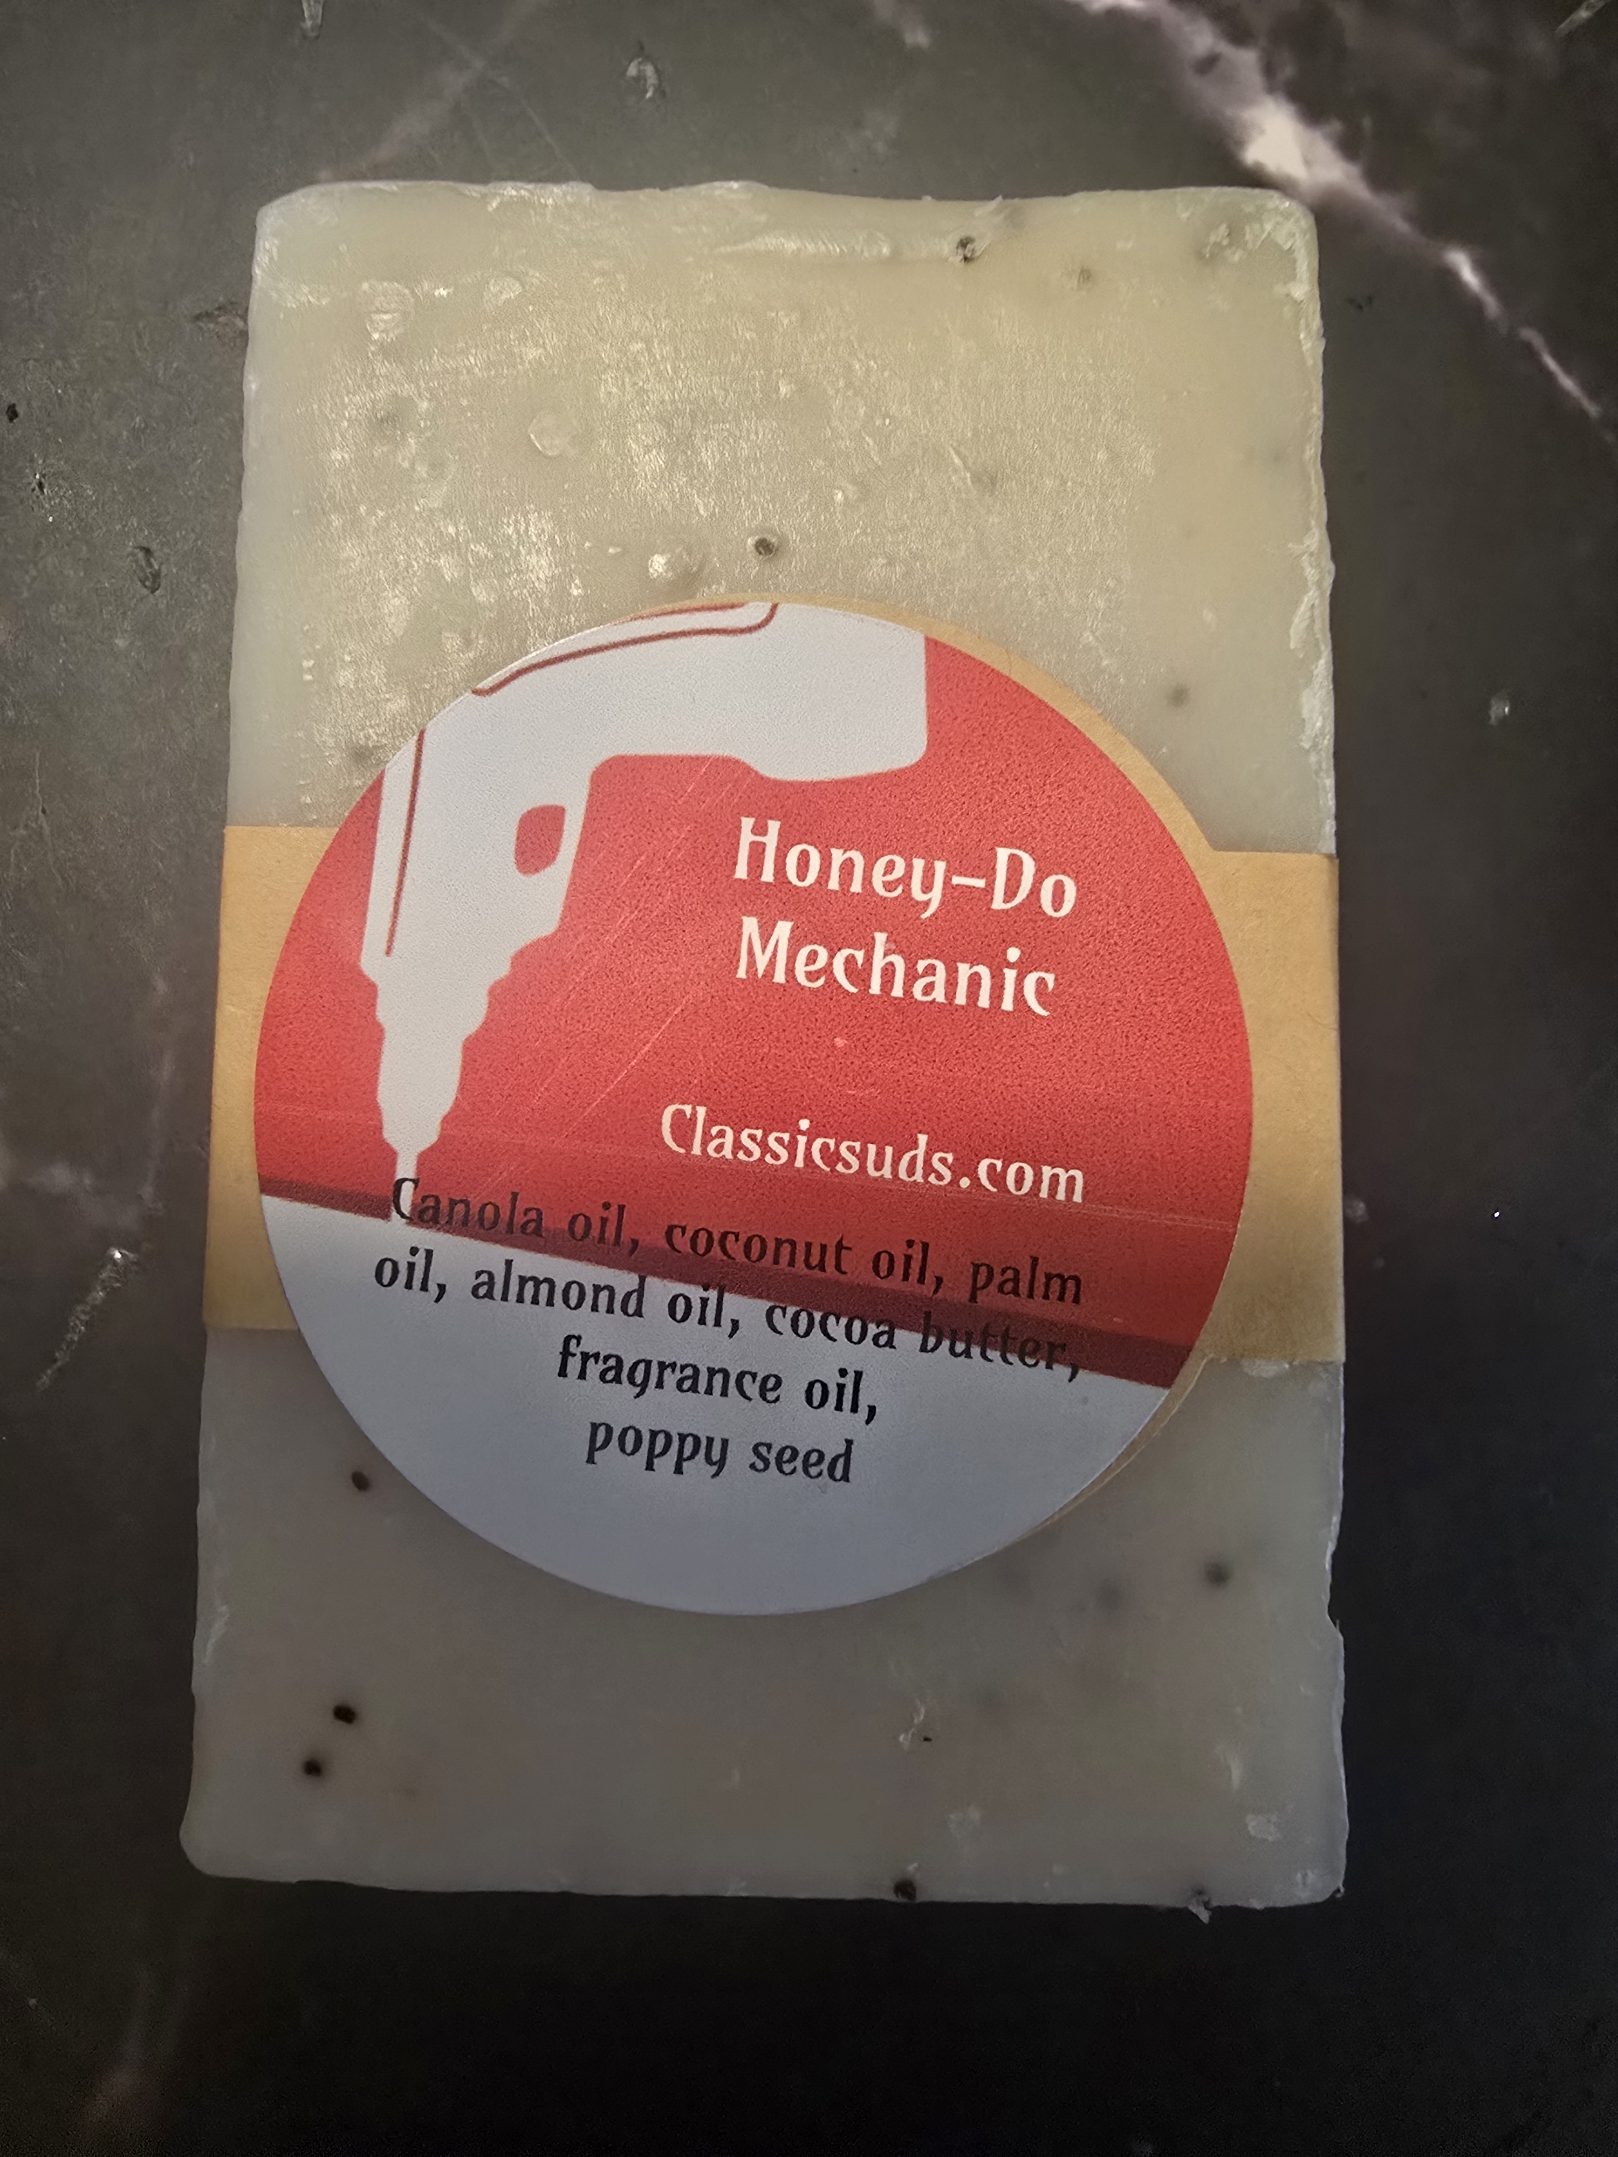 Honey-Do
Mechanic
Classicsuds.com
Canola oil, coconut oil, palm
oil, almond oil, cocoa butter,
fragrance oil,
poppy seed